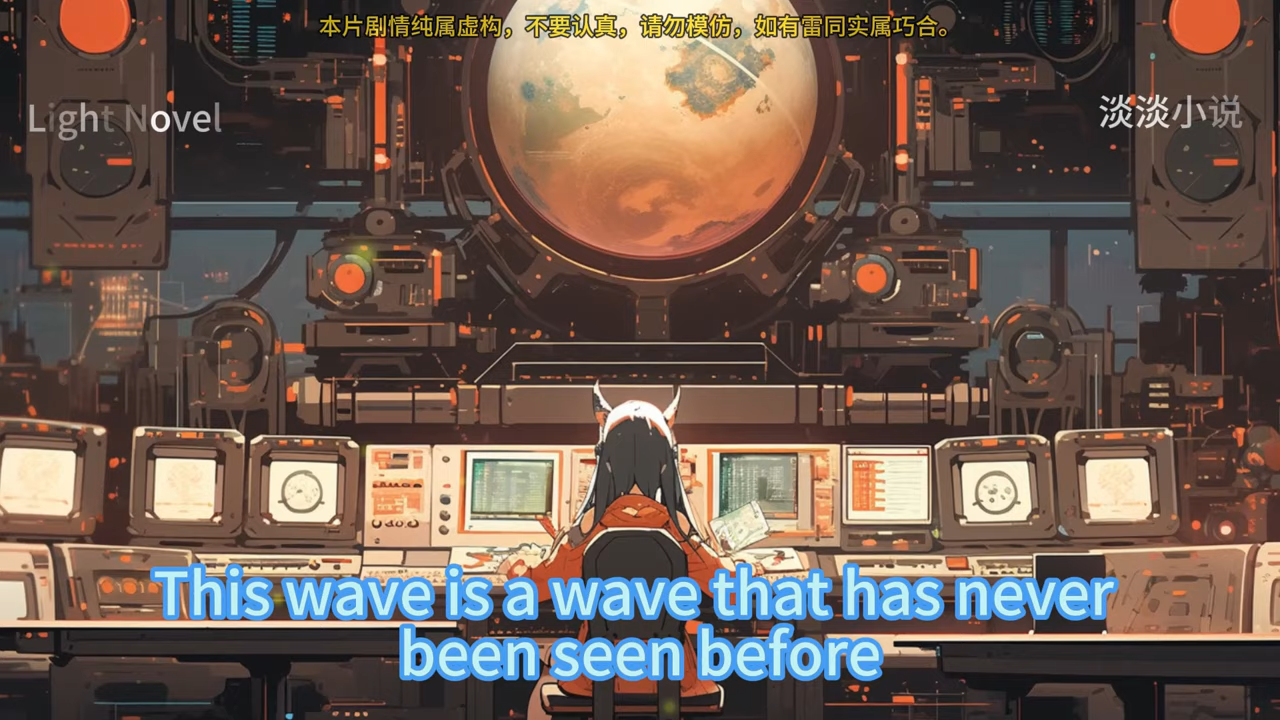 本片剧情纯属虚构，不要认真，请勿模仿，如有雷同实属巧合。
Light Novel
淡淡小说
This wave is a wave that has never
been seen before